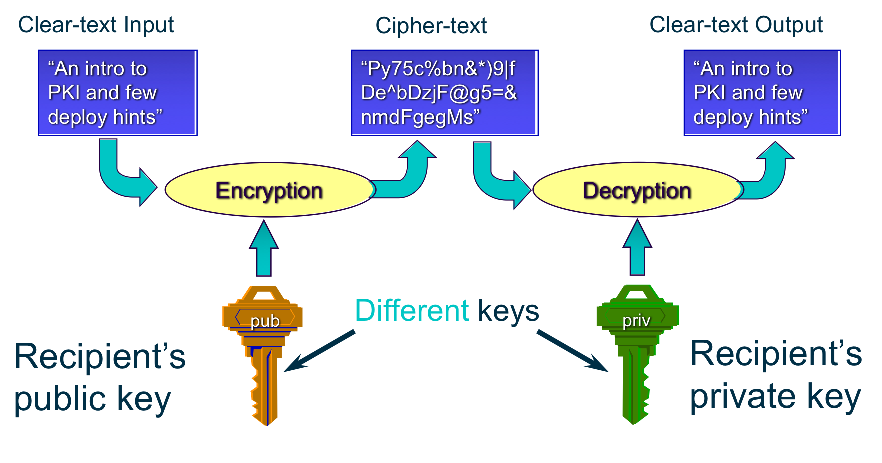 Clear-text Input
Cipher-text
Clear-text Output
“An intro to
PKI and few
deploy hints”
“Py75c%bn&*)9|f
De^bDzjF@g5=&
nmdFgegMs”
“An intro to
PKI and few
deploy hints”
Encryption
Decryption
pub
Different keys
priv
Recipient’s
public key
Recipient’s
private key